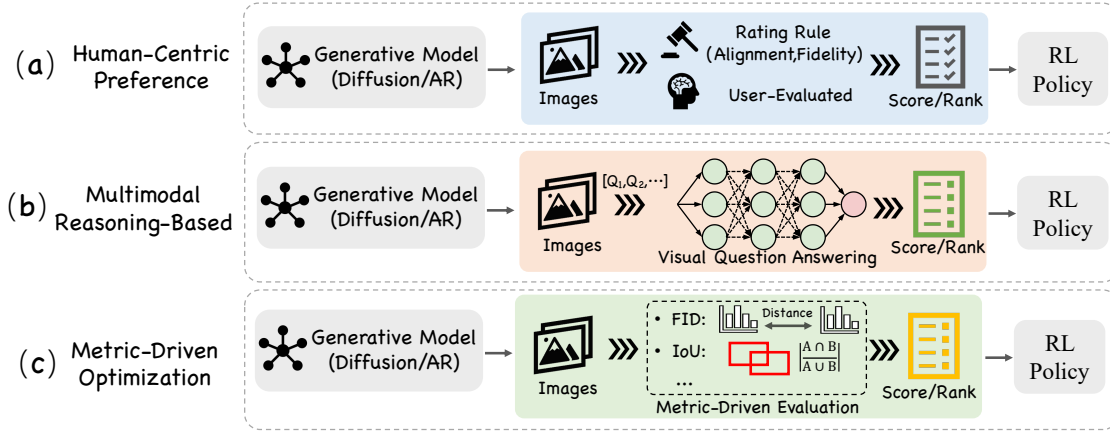 (a)
Human-Centric
Preference
Generative Model
(Diffusion/AR)
Images
Rating Rule
(Alignment,Fidelity)
User-Evaluated
Score/Rank
RL
Policy
(b)
Multimodal
Reasoning-Based
Generative Model
(Diffusion/AR)
Images
[Q₁,Q₂,⋯]
Visual Question Answering
Score/Rank
RL
Policy
(c)
Metric-Driven
Optimization
Generative Model
(Diffusion/AR)
Images
• FID:
Distance
• IoU:
|A ∩ B|
|A ∪ B|
...
Metric-Driven Evaluation
Score/Rank
RL
Policy